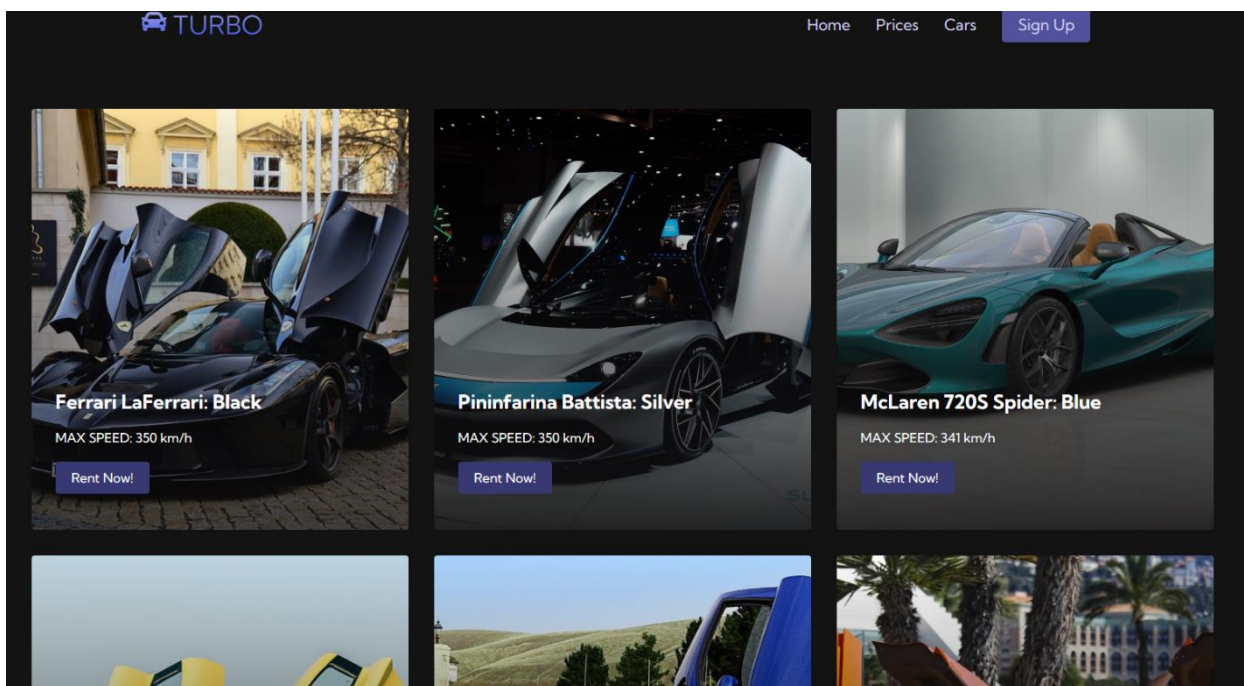 TURBO
Home Prices Cars Sign Up
Ferrari LaFerrari: Black
MAX SPEED: 350 km/h
Rent Now!
Pininfarina Battista: Silver
MAX SPEED: 350 km/h
Rent Now!
McLaren 720S Spider: Blue
MAX SPEED: 341 km/h
Rent Now!